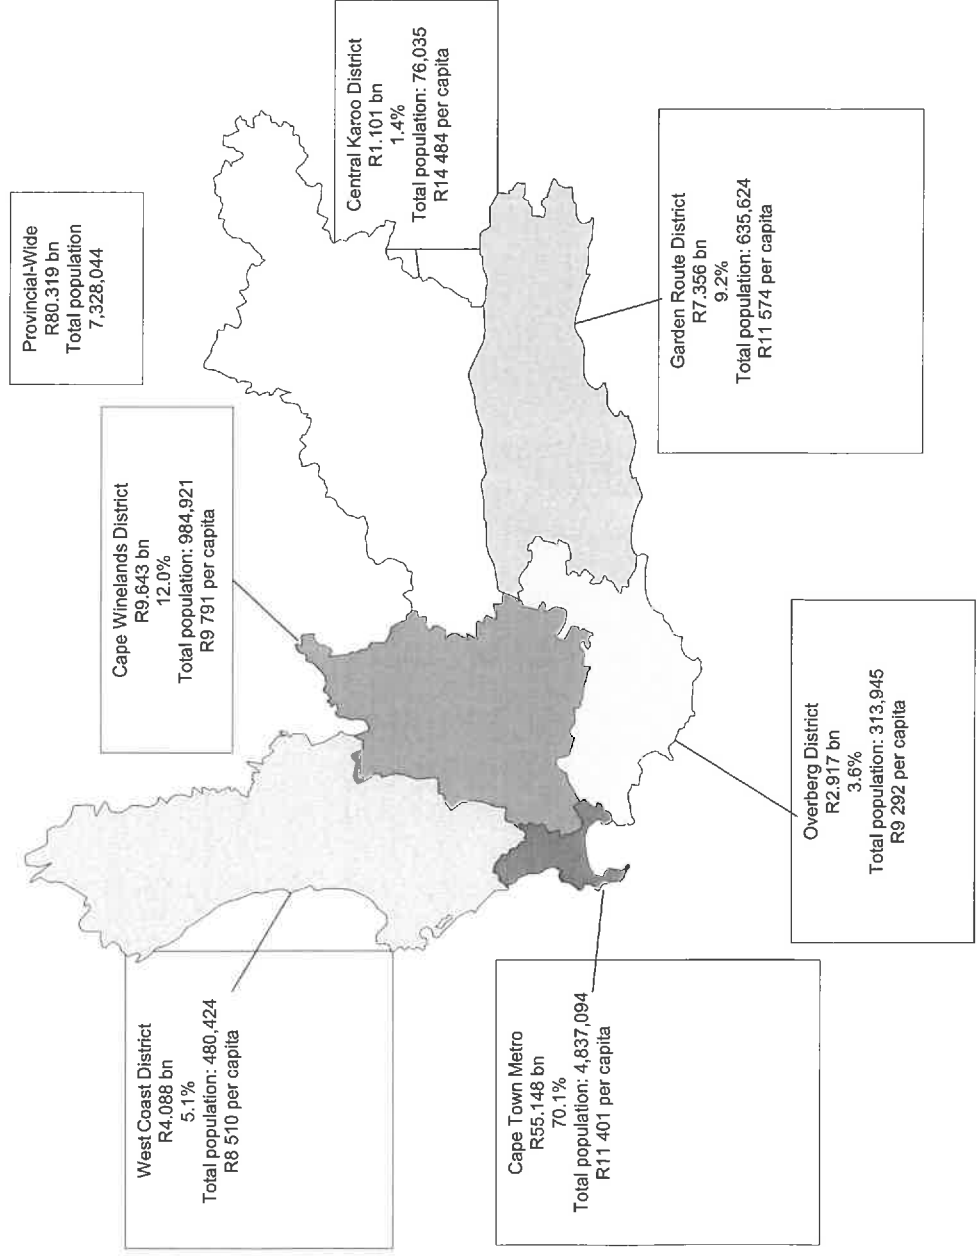 Provincial-Wide
R80.319 bn
Total population
7,328,044
Cape Winelands District
R9.643 bn
12.0%
Total population: 984,921
R9 791 per capita
West Coast District
R4.088 bn
5.1%
Total population: 480,424
R8 510 per capita
Central Karoo District
R1.101 bn
1.4%
Total population: 76,035
R14 484 per capita
Cape Town Metro
R55.148 bn
70.1%
Total population: 4,837,094
R11 401 per capita
Garden Route District
R7.356 bn
9.2%
Total population: 635,624
R11 574 per capita
Overberg District
R2.917 bn
3.6%
Total population: 313,945
R9 292 per capita